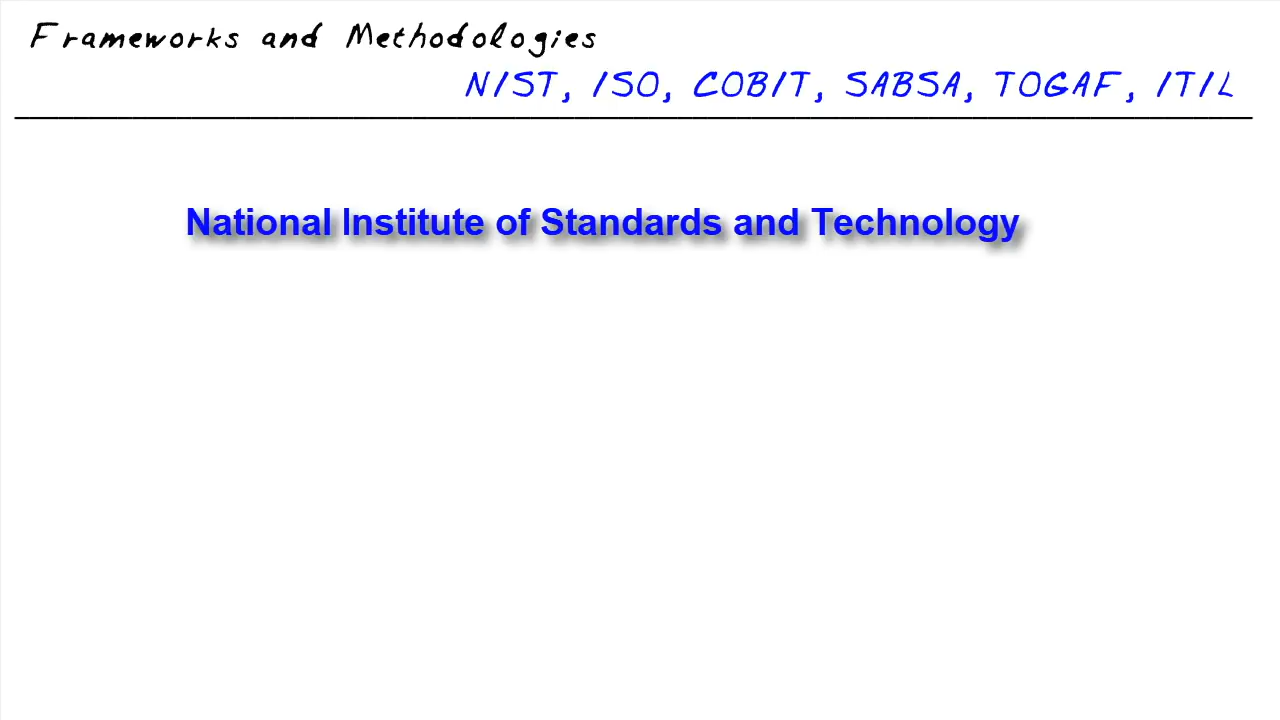 Frameworks and Methodologies
NIST, ISO, COBIT, SABSA, TOGAF, ITIL
National Institute of Standards and Technology